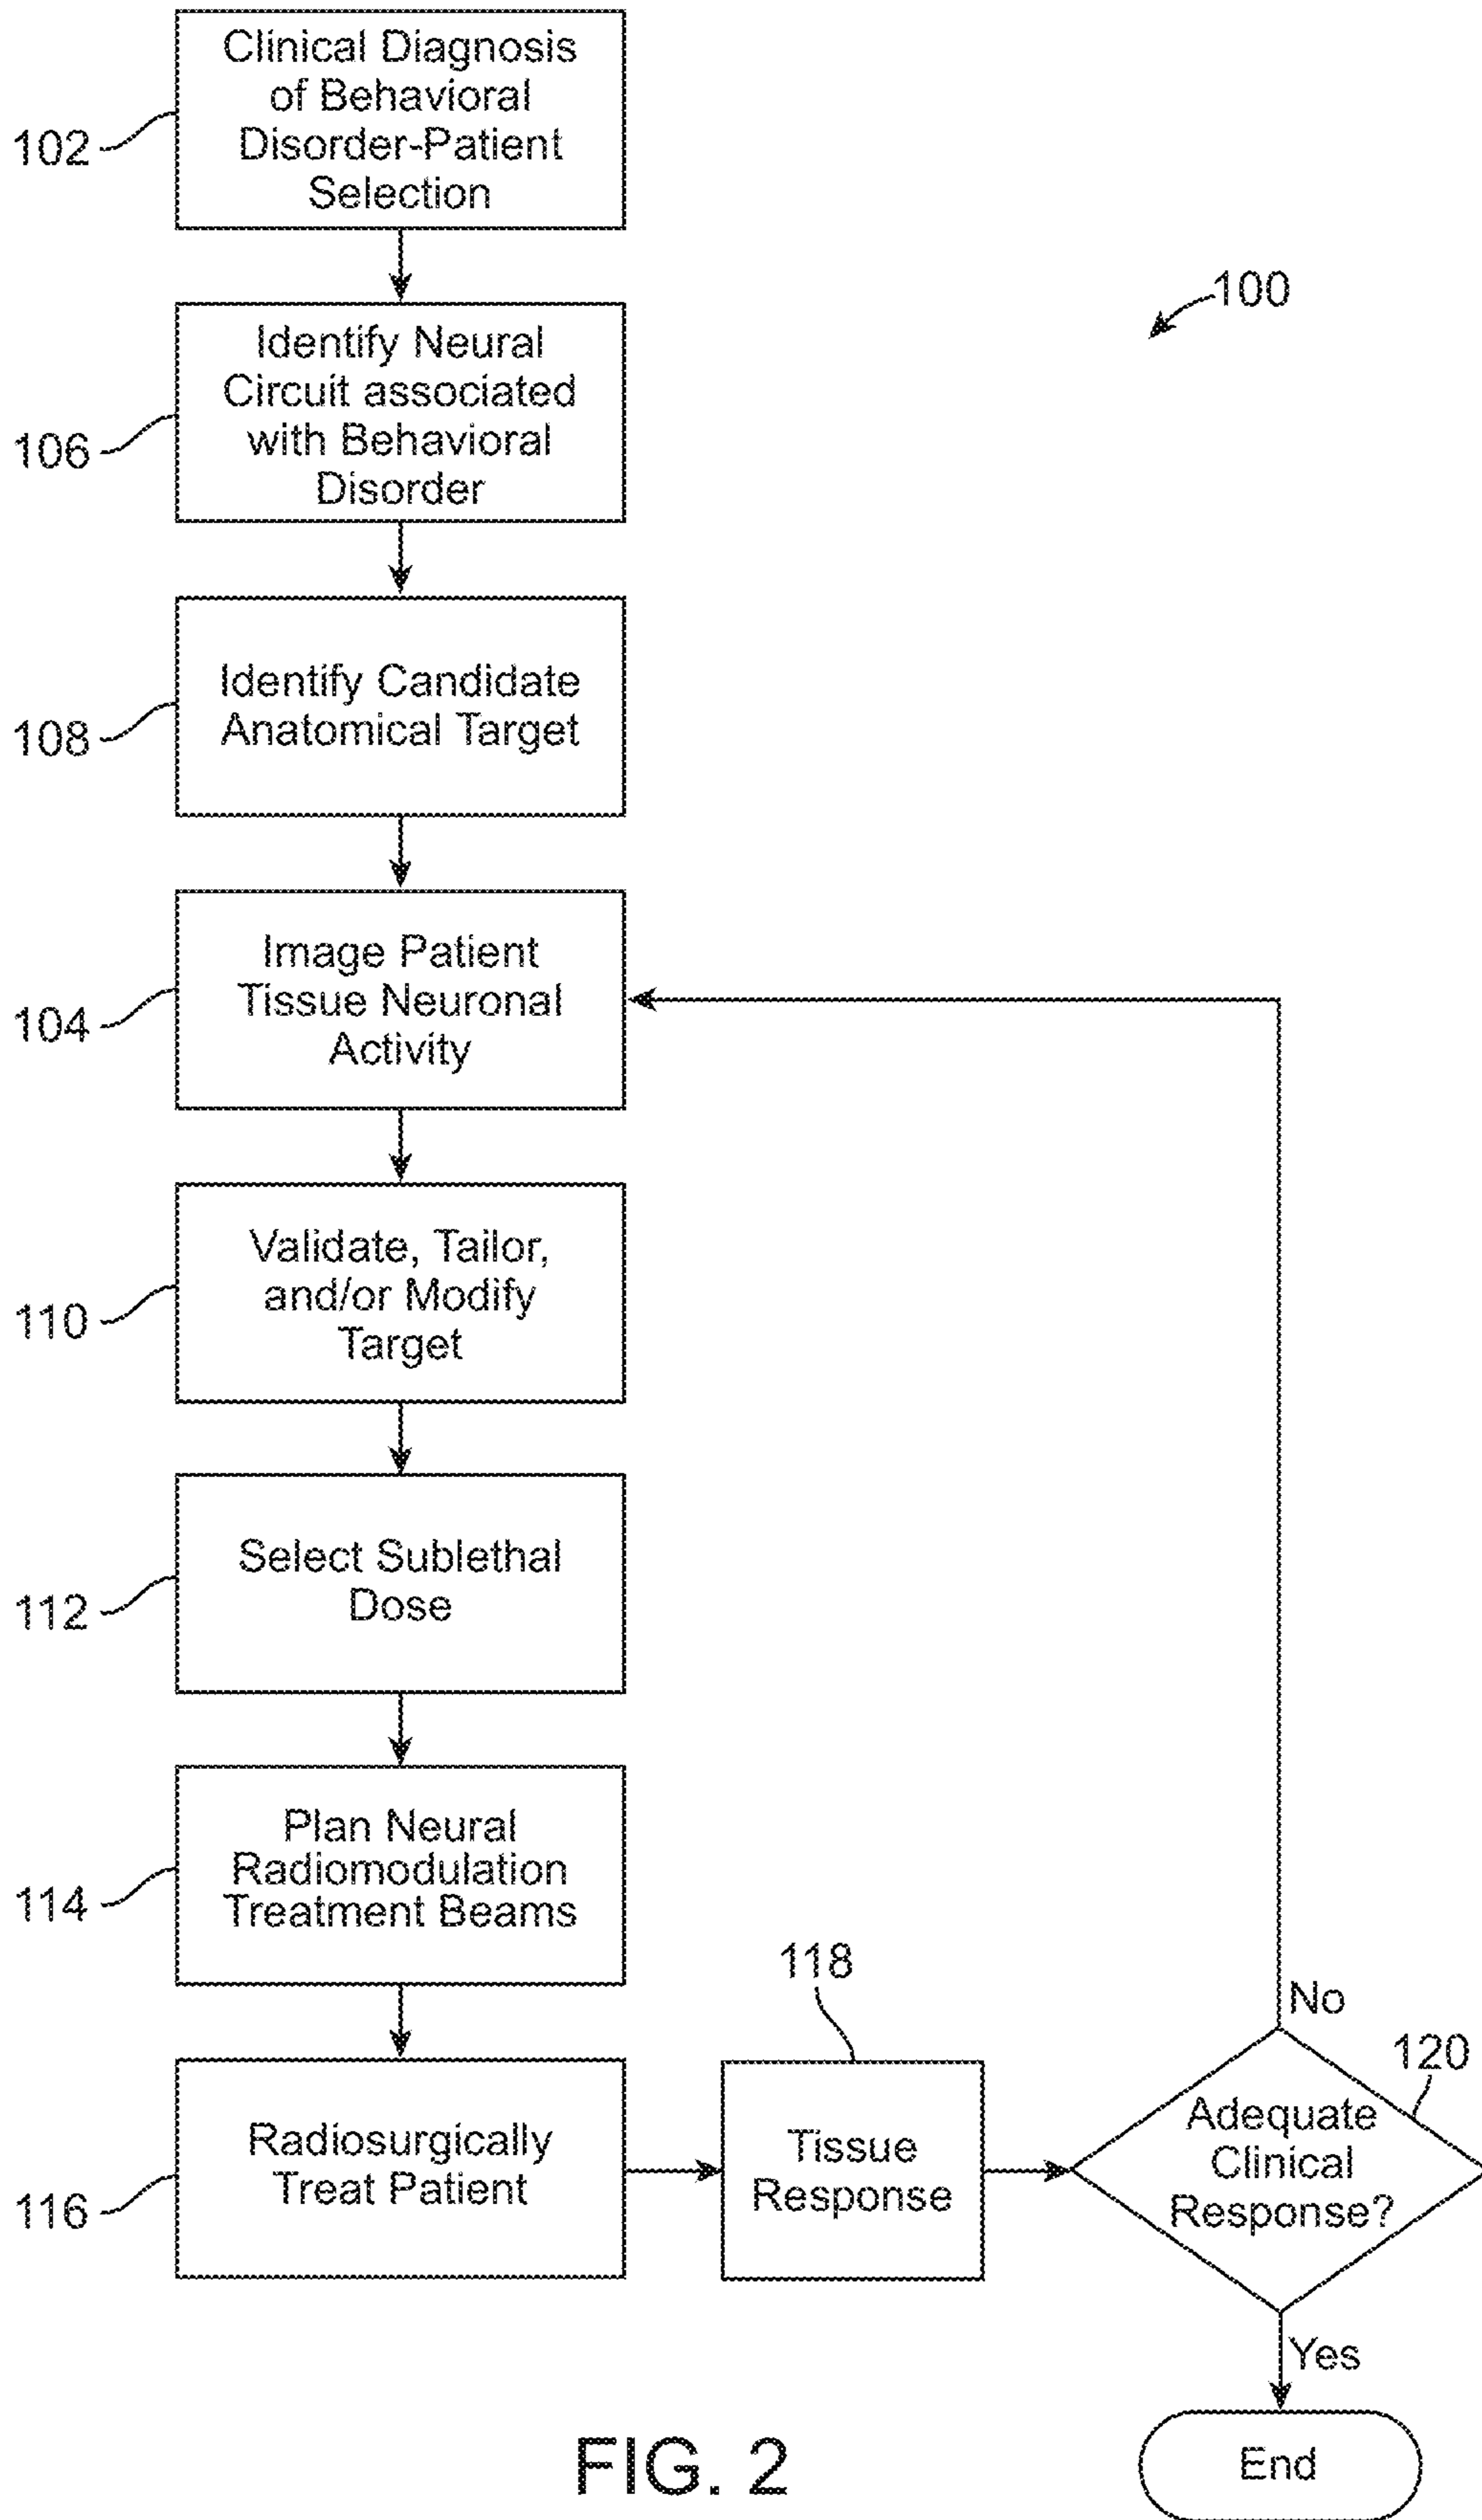 Clinical Diagnosis
of Behavioral
Disorder-Patient
Selection
102
100
Identify Neural
Circuit associated
with Behavioral
Disorder
106
Identify Candidate
Anatomical Target
108
Image Patient
Tissue Neuronal
Activity
104
Validate, Tailor,
and/or Modify
Target
110
Select Sublethal
Dose
112
Plan Neural
Radiomodulation
Treatment Beams
114
118
No
120
Radiosurgically
Treat Patient
116
Tissue
Response
Adequate
Clinical
Response?
Yes
End
FIG. 2